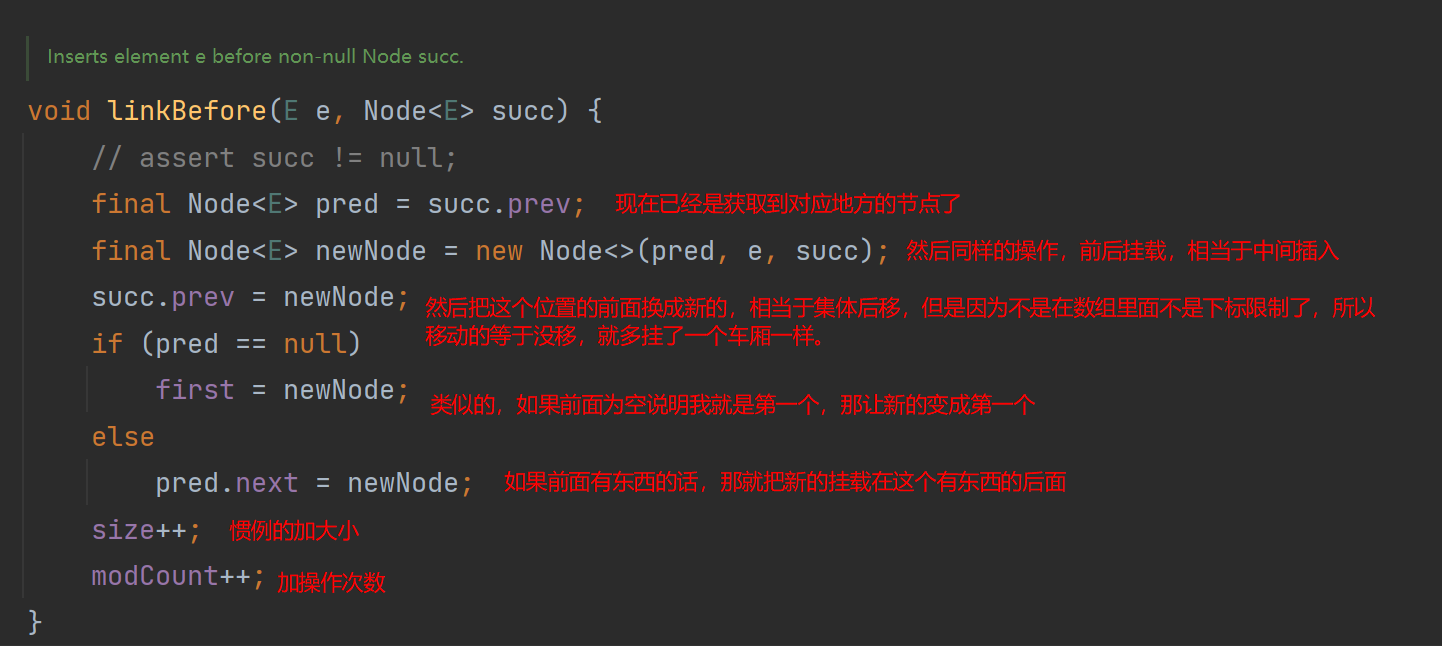 Inserts element e before non-null Node succ.
void linkBefore(E e, Node<E> succ) {
// assert succ != null;
final Node<E> pred = succ.prev; 现在已经是获取到对应地方的节点了
final Node<E> newNode = new Node<>(pred, e, succ); 然后同样的操作，前后挂载，相当于中间插入
succ.prev = newNode; 然后把这个位置的前面换成新的，相当于集体后移，但是因为不是在数组里面不是下标限制了，所以
移动的等于没移，就多挂了一个车厢一样。
if (pred == null)
first = newNode; 类似的，如果前面为空说明我就是第一个，那让新的变成第一个
else
pred.next = newNode; 如果前面有东西的话，那就把新的挂载在这个有东西的后面
size++; 惯例的加大小
modCount++; 加操作次数
}